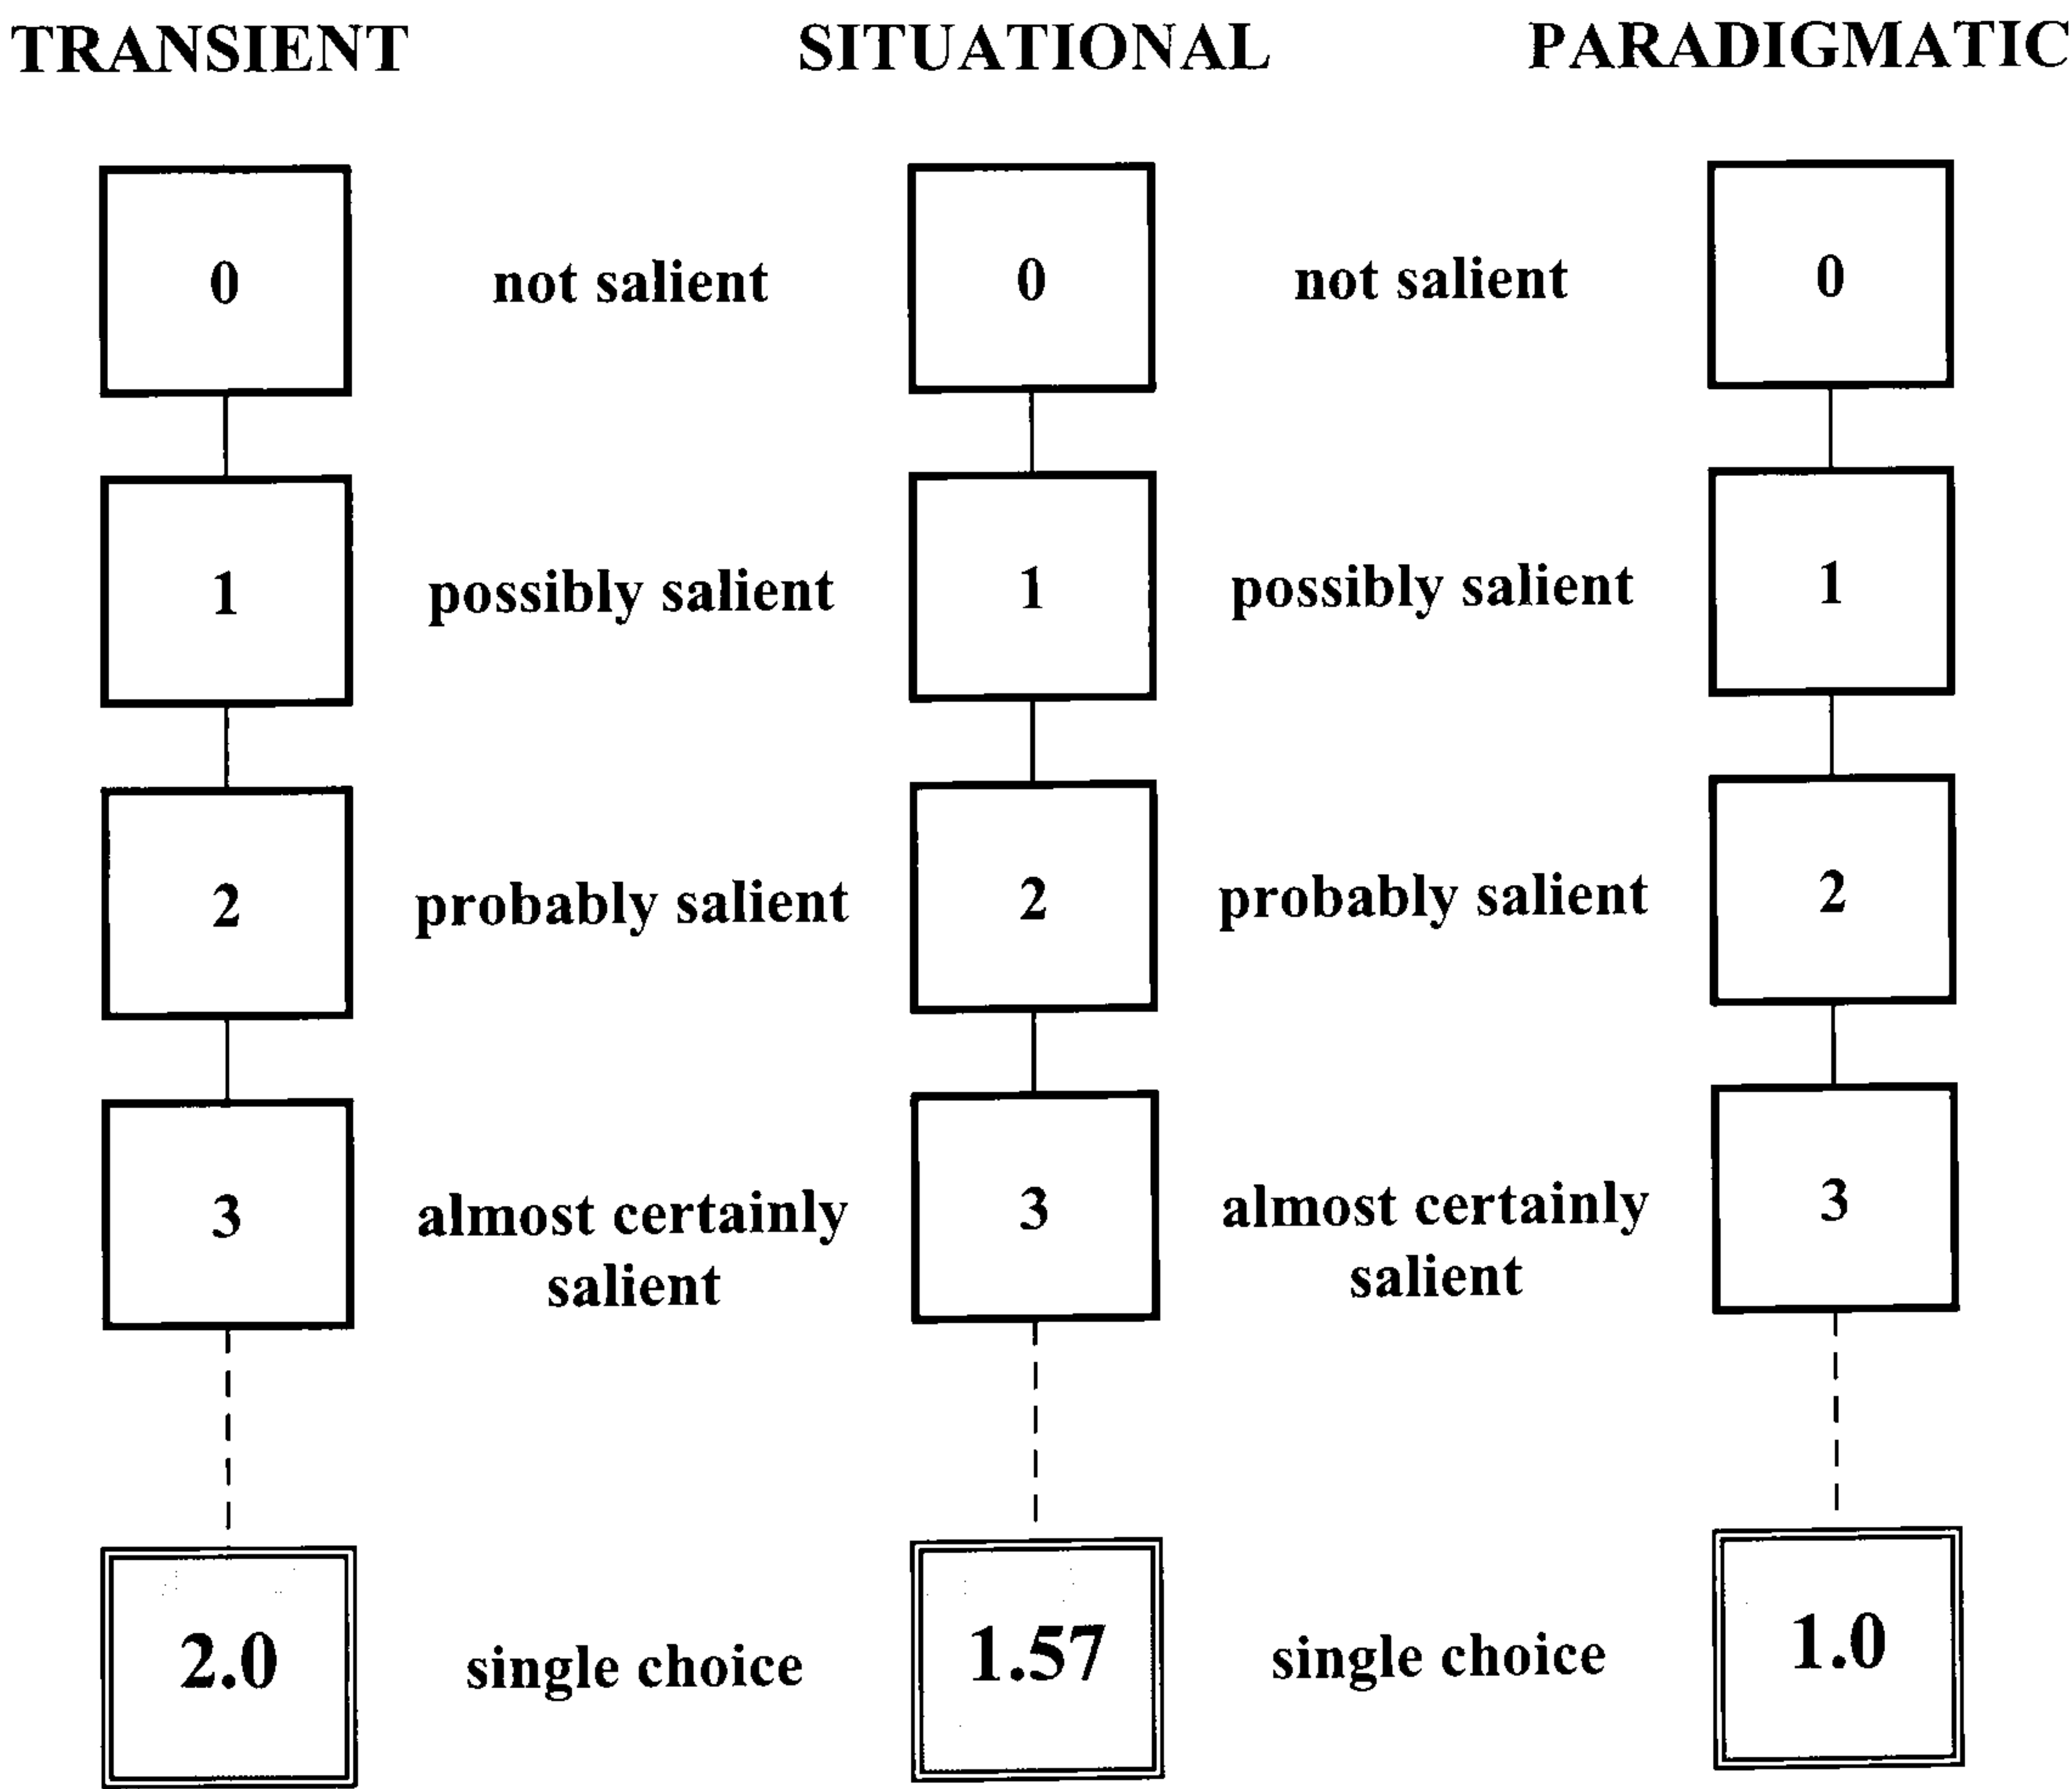 TRANSIENT SITUATIONAL PARADIGMATIC
0 not salient 0 not salient 0
1 possibly salient 1 possibly salient 1
2 probably salient 2 probably salient 2
3 almost certainly 3 almost certainly 3
salient salient
2.0 single choice 1.57 single choice 1.0